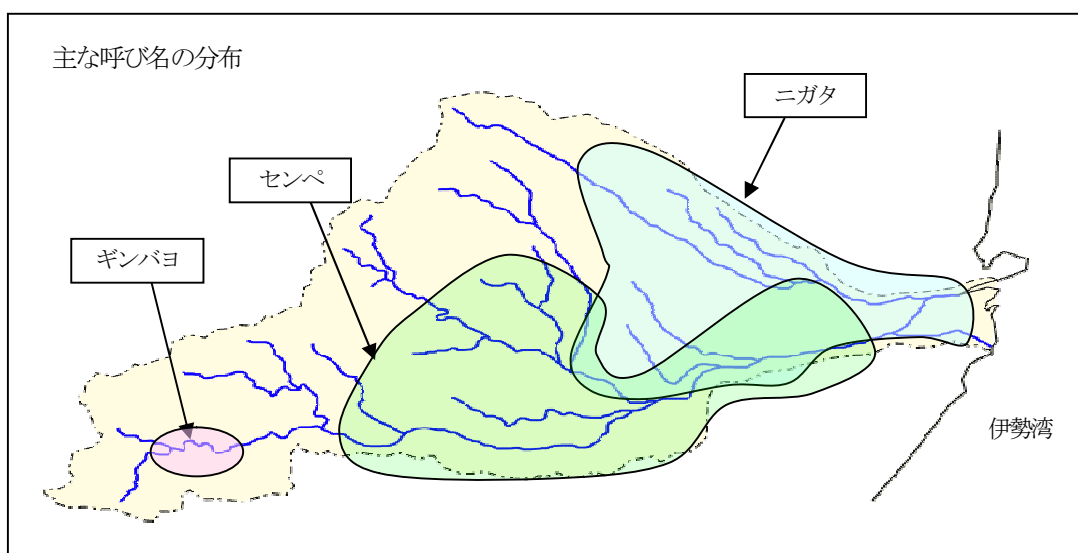 主な呼び名の分布
ニガタ
センペ
ギンバヨ
伊勢湾